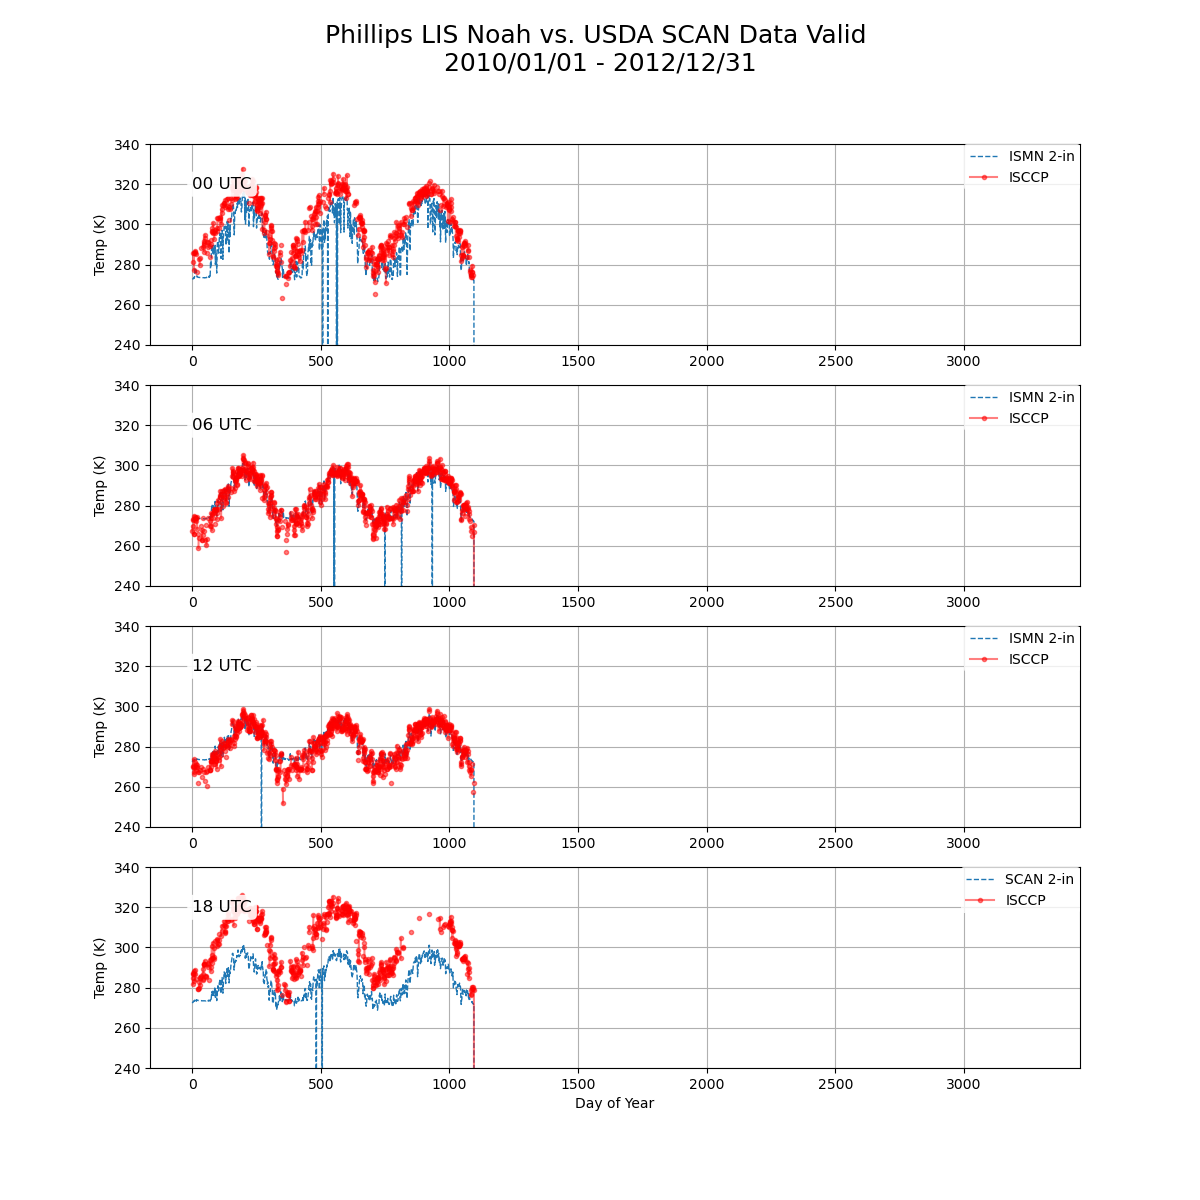 Phillips LIS Noah vs. USDA SCAN Data Valid
2010/01/01 - 2012/12/31
340
320
300
280
260
240
Temp (K)
00 UTC
ISMN 2-in
ISCCP
0 500 1000 1500 2000 2500 3000
340
320
300
280
260
240
Temp (K)
06 UTC
ISMN 2-in
ISCCP
0 500 1000 1500 2000 2500 3000
340
320
300
280
260
240
Temp (K)
12 UTC
ISMN 2-in
ISCCP
0 500 1000 1500 2000 2500 3000
340
320
300
280
260
240
Temp (K)
18 UTC
SCAN 2-in
ISCCP
0 500 1000 1500 2000 2500 3000
Day of Year